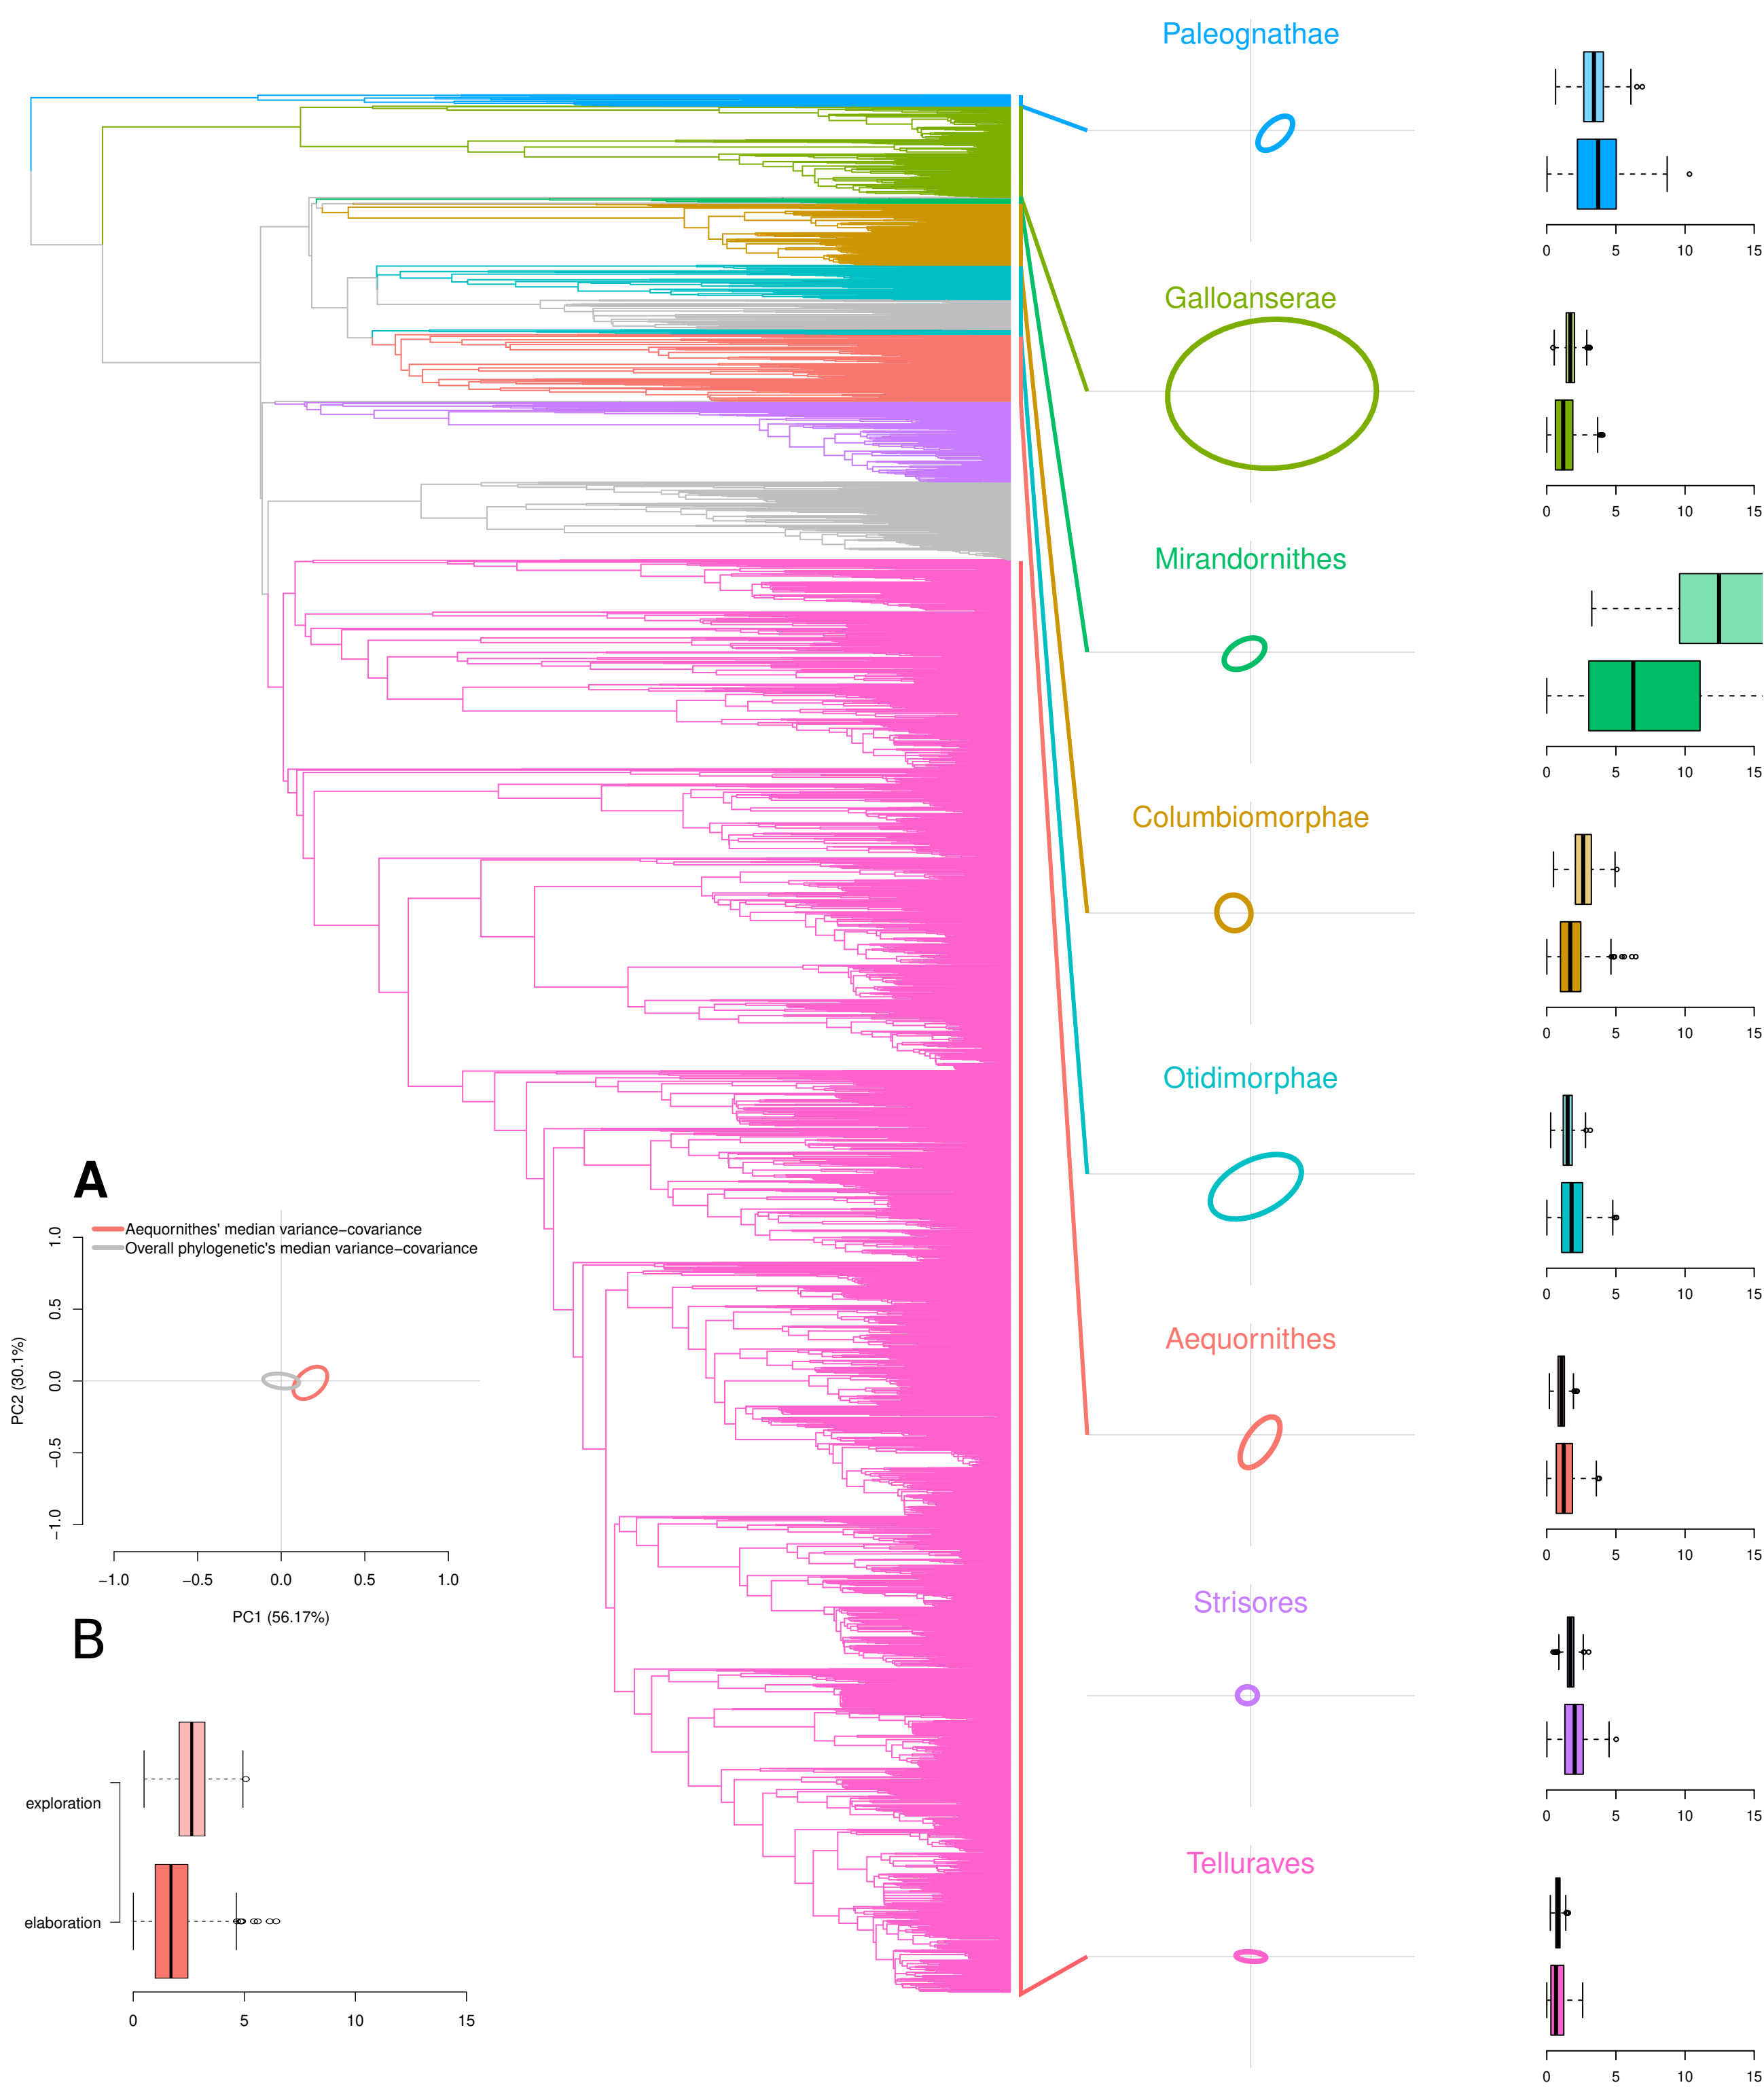 Paleognathae
0 5 10 15
Galloanserae
0 5 10 15
Mirandornithes
0 5 10 15
Columbiomorphae
0 5 10 15
Otidimorphae
0 5 10 15
Aequornithes
0 5 10 15
Strisores
0 5 10 15
Telluraves
0 5 10 15
A
Aequornithes' median variance−covariance
Overall phylogenetic's median variance−covariance
PC2 (30.1%)
1.0
0.5
0.0
−0.5
−1.0
−1.0 −0.5 0.0 0.5 1.0
PC1 (56.17%)
B
exploration
elaboration
0 5 10 15